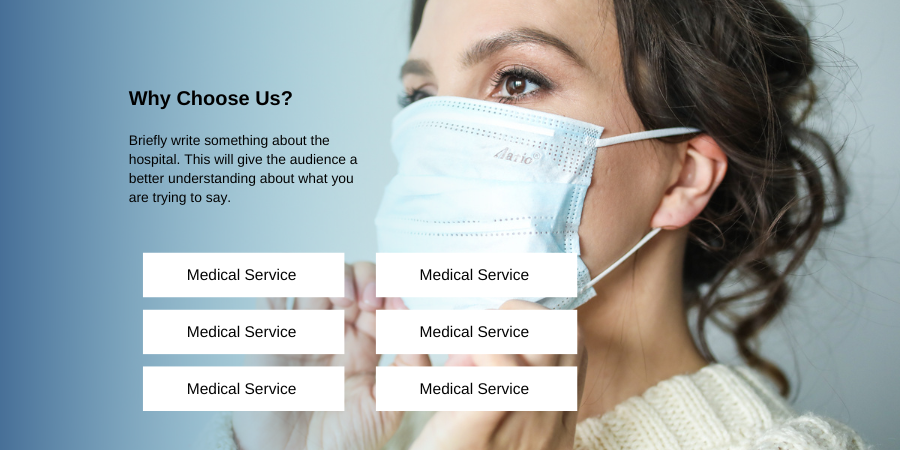 Why Choose Us?
Briefly write something about the
hospital. This will give the audience a
better understanding about what you
are trying to say.
Medical Service Medical Service
Medical Service Medical Service
Medical Service Medical Service